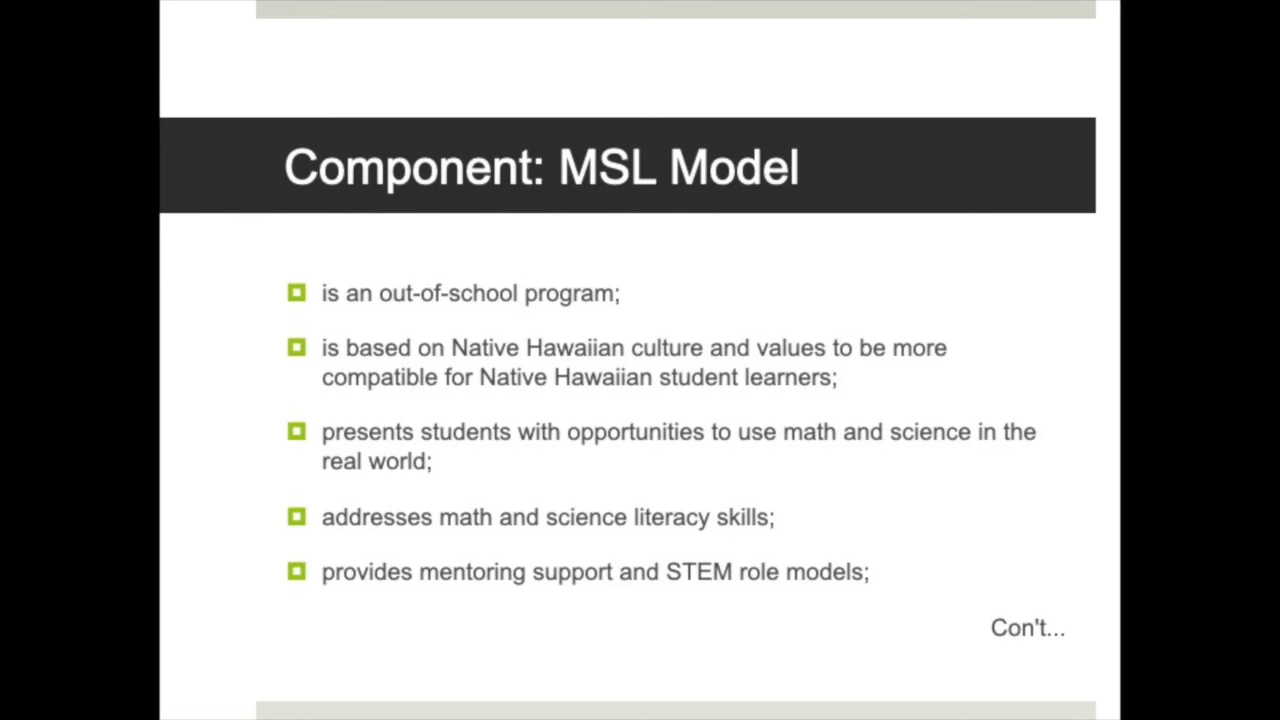 Component: MSL Model
is an out-of-school program;
is based on Native Hawaiian culture and values to be more
compatible for Native Hawaiian student learners;
presents students with opportunities to use math and science in the
real world;
addresses math and science literacy skills;
provides mentoring support and STEM role models;
Con't...